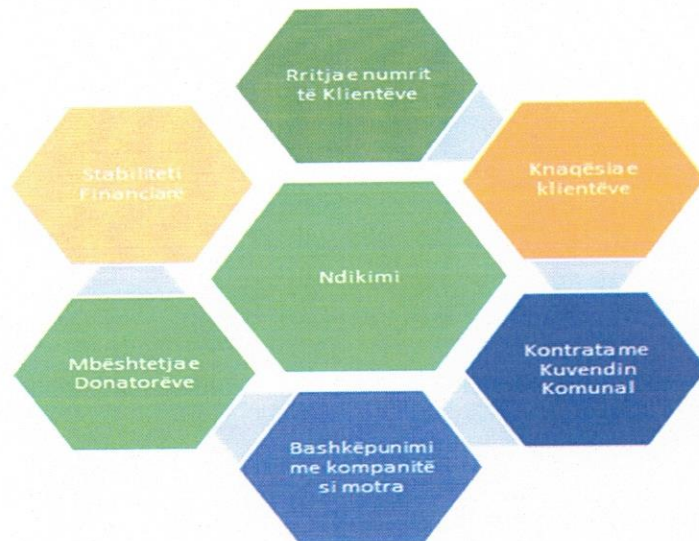 Rritja e numrit
të Klientëve
Knaqësia e
klientëve
Kontrata me
Kuvendin
Komunal
Bashkëpunimi
me kompanitë
si motra
Mbështetja e
Donatorëve
Stabiliteti
Financiare
Ndikimi